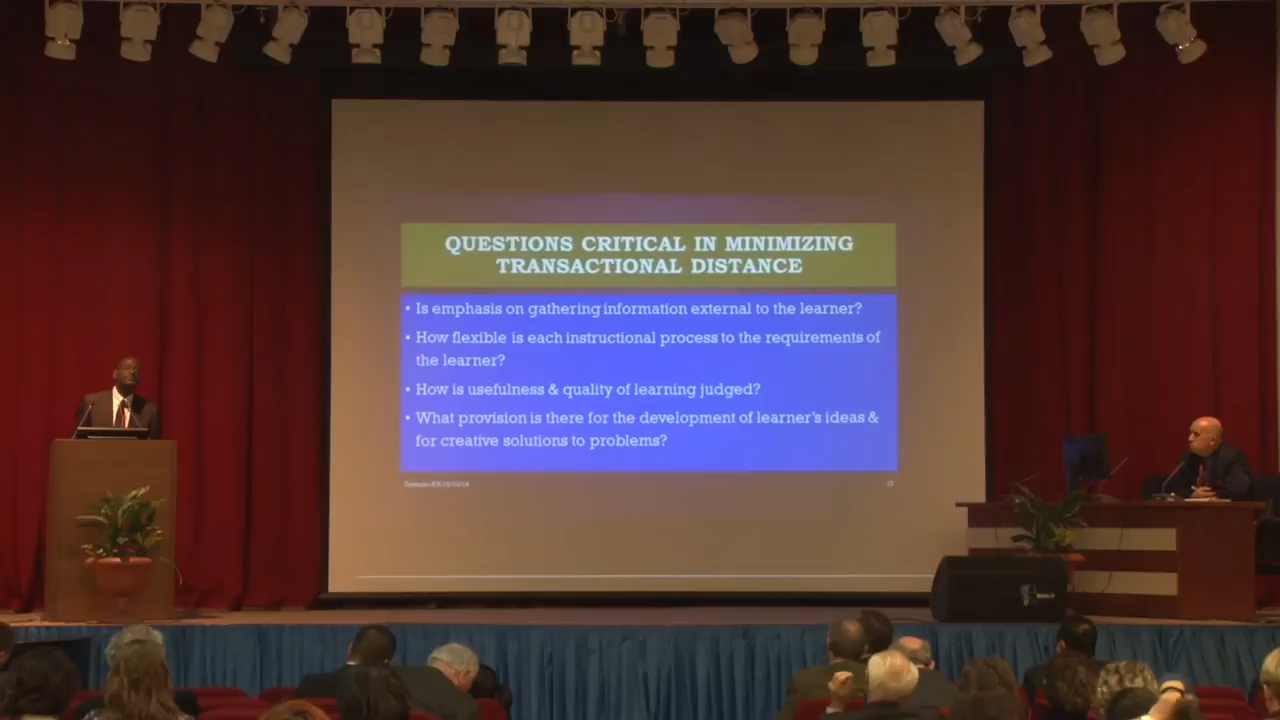 QUESTIONS CRITICAL IN MINIMIZING
TRANSACTIONAL DISTANCE
• Is emphasis on gathering information external to the learner?
• How flexible is each instructional process to the requirements of
the learner?
• How is usefulness & quality of learning judged?
• What provision is there for the development of learner's ideas &
for creative solutions to problems?